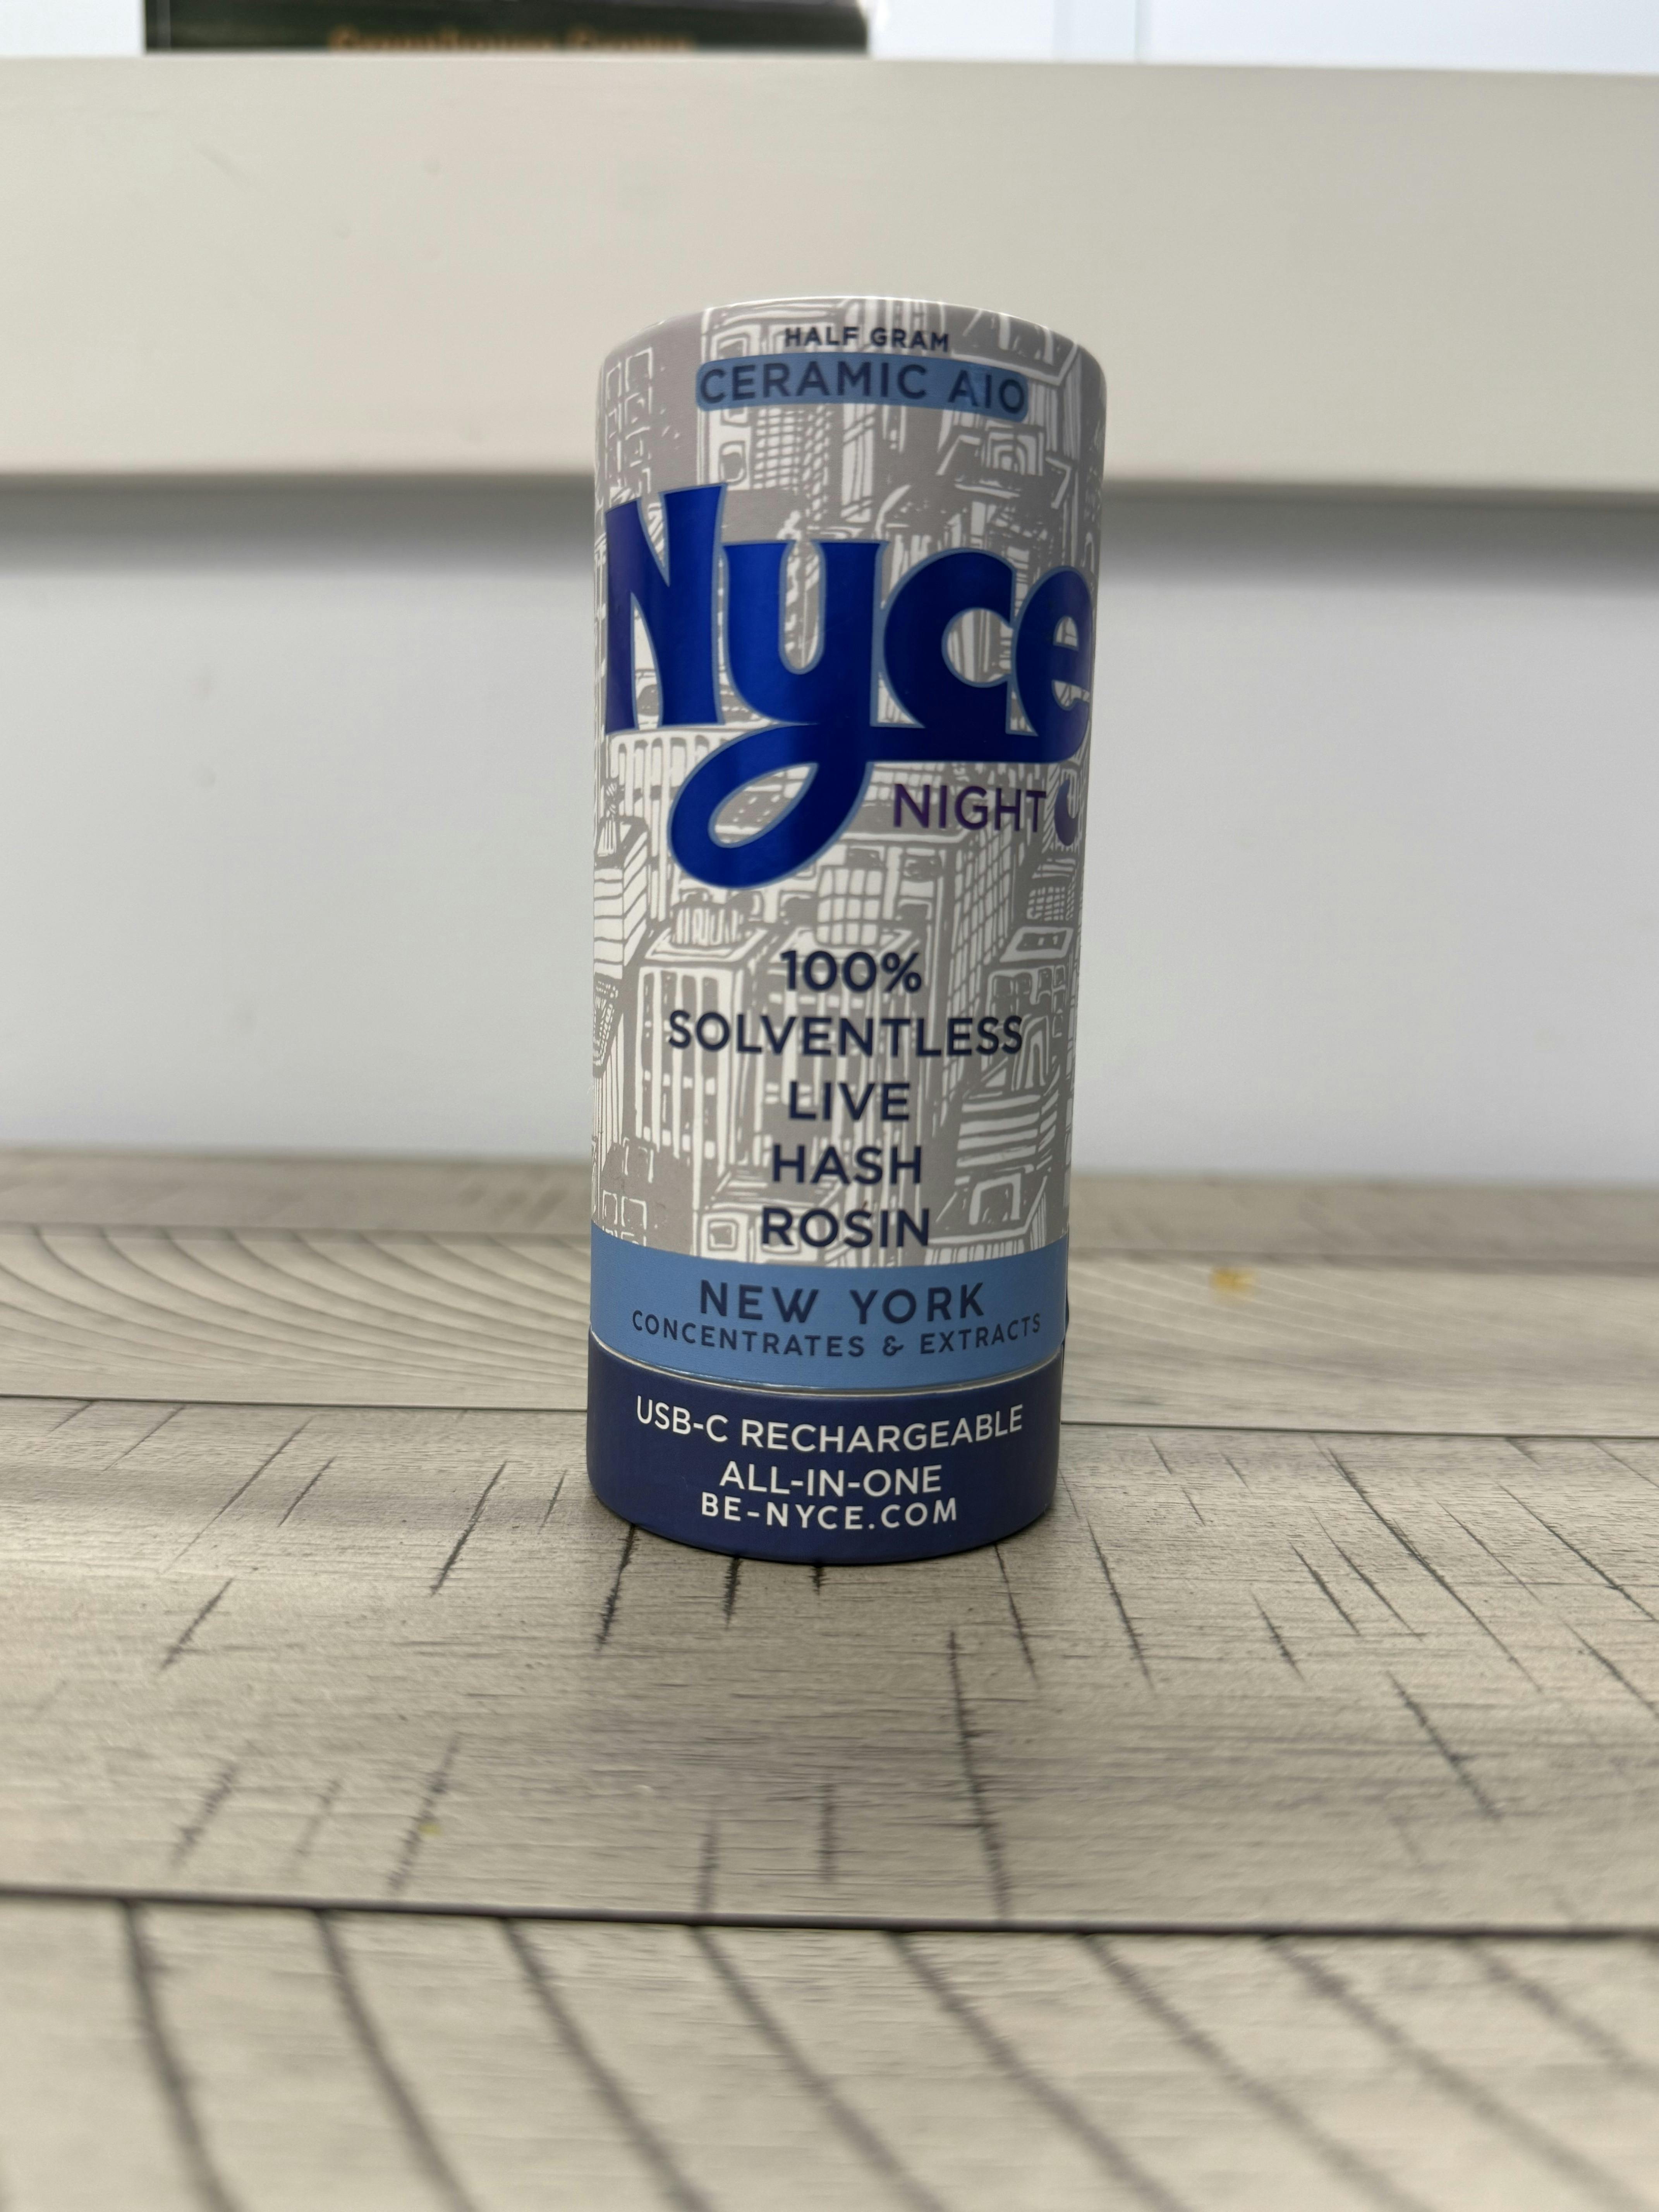 HALF GRAM
CERAMIC AIO
Nyce
NIGHT
100%
SOLVENTLESS
LIVE
HASH
ROSIN
NEW YORK
CONCENTRATES & EXTRACTS
USB-C RECHARGEABLE
ALL-IN-ONE
BE-NYCE.COM